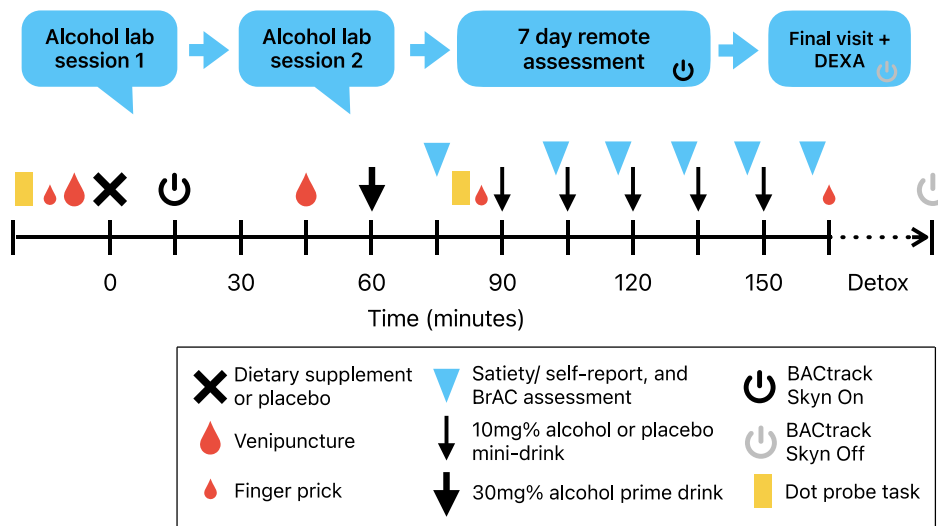 Alcohol lab
session 1
Alcohol lab
session 2
7 day remote
assessment
Final visit +
DEXA
0
30
60
90
120
150
Detox
Time (minutes)
Dietary supplement
or placebo
Venipuncture
Finger prick
Satiety/ self-report, and
BrAC assessment
10mg% alcohol or placebo
mini-drink
30mg% alcohol prime drink
BACtrack
Skyn On
BACtrack
Skyn Off
Dot probe task